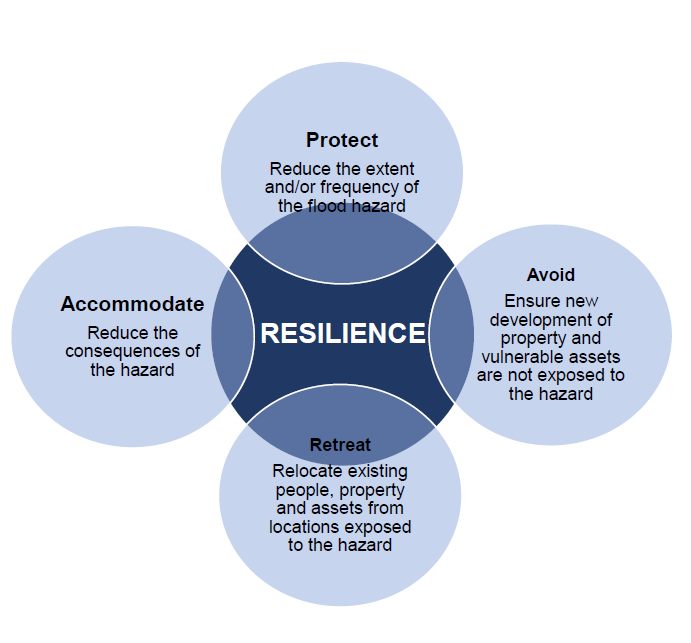 Protect
Reduce the extent
and/or frequency of
the flood hazard
Accommodate
Reduce the
consequences of
the hazard
RESILIENCE
Avoid
Ensure new
development of
property and
vulnerable assets
are not exposed to
the hazard
Retreat
Relocate existing
people, property
and assets from
locations exposed
to the hazard